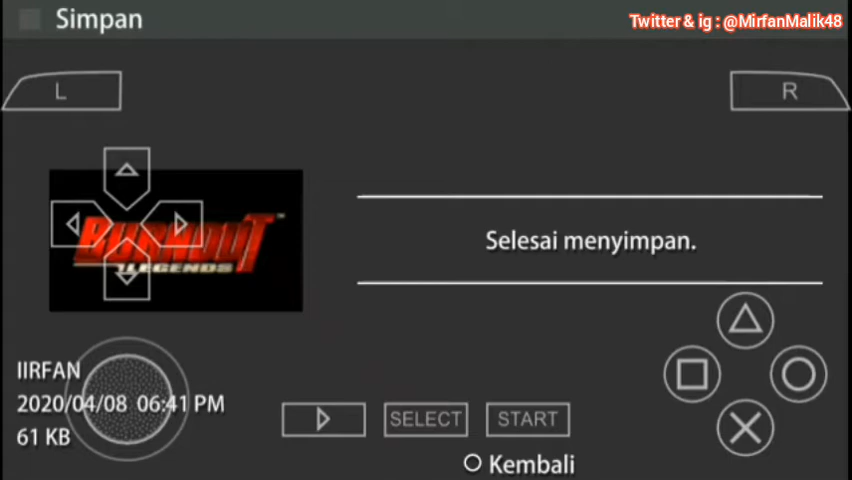 Simpan
Twitter & ig : @MirfanMalik48
L
R
BURNOUT
LEGENDS
Selesai menyimpan.
IIRFAN
2020/04/08 06:41 PM
61 KB
SELECT
START
Kembali